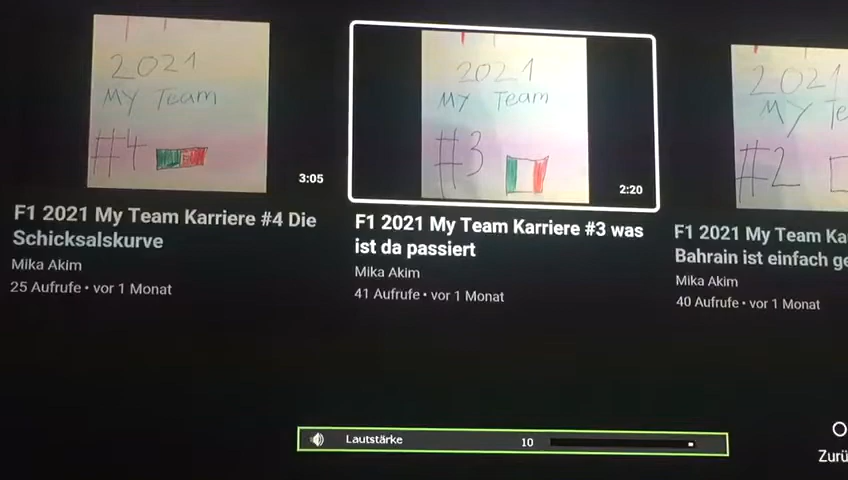 2021
MY Team
#4
3:05
F1 2021 My Team Karriere #4 Die
Schicksalskurve
Mika Akim
25 Aufrufe • vor 1 Monat
2021
MY Team
#3
2:20
F1 2021 My Team Karriere #3 was
ist da passiert
Mika Akim
41 Aufrufe • vor 1 Monat
2021
MY Te
#2
F1 2021 My Team Ka
Bahrain ist einfach ge
Mika Akim
40 Aufrufe • vor 1 Monat
Lautstärke 10
Zurü